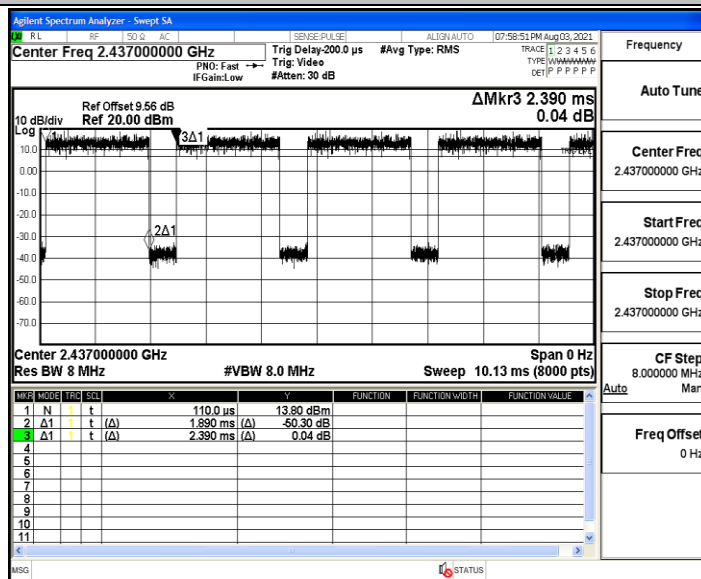 Agilent Spectrum Analyzer - Swept SA
RL RF 50 Ω AC SENSE:PULSE ALIGN AUTO 07:58:51 PM Aug 03, 2021
Center Freq 2.437000000 GHz
PNO: Fast
IFGain:Low
Trig Delay-200.0 µs
Trig: Video
#Atten: 30 dB
#Avg Type: RMS
TRACE 1 2 3 4 5 6
TYPE WWWWWW
DET P P P P P P
Ref Offset 9.56 dB
10 dB/div Ref 20.00 dBm
ΔMkr3 2.390 ms
0.04 dB
Log
1
3Δ1
2Δ1
10.0
0.00
-10.0
-20.0
-30.0
-40.0
-50.0
-60.0
-70.0
Center 2.437000000 GHz Span 0 Hz
Res BW 8 MHz #VBW 8.0 MHz Sweep 10.13 ms (8000 pts)
MKR MODE TRC SCL X Y FUNCTION FUNCTION WIDTH FUNCTION VALUE
1 N 1 t 110.0 µs 13.80 dBm
2 Δ1 1 t (Δ) 1.890 ms (Δ) -50.30 dB
3 Δ1 1 t (Δ) 2.390 ms (Δ) 0.04 dB
4
5
6
7
8
9
10
11
MSG STATUS
Frequency
Auto Tune
Center Freq
2.437000000 GHz
Start Freq
2.437000000 GHz
Stop Freq
2.437000000 GHz
CF Step
8.000000 MHz
Auto Man
Freq Offset
0 Hz